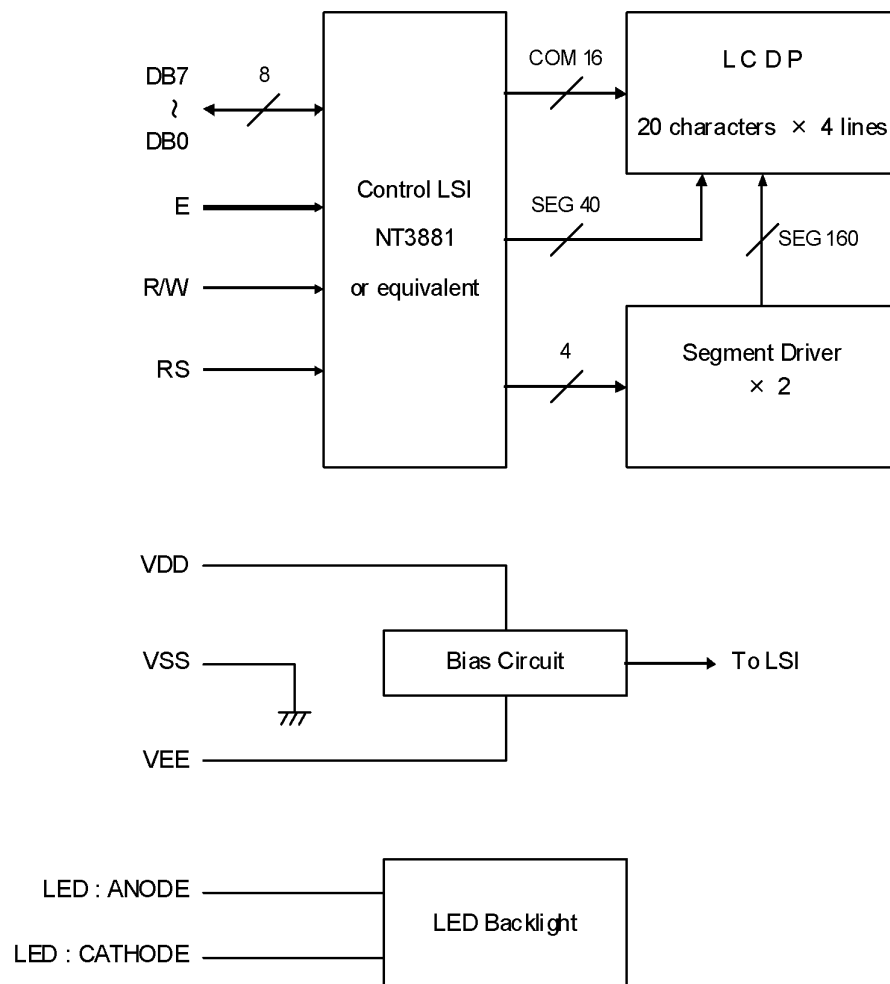 DB7
~
DB0
8
E
R/W
RS
Control LSI
NT3881
or equivalent
COM 16
SEG 40
4
L C D P
20 characters × 4 lines
SEG 160
Segment Driver
× 2
VDD
VSS
VEE
Bias Circuit
To LSI
LED : ANODE
LED : CATHODE
LED Backlight